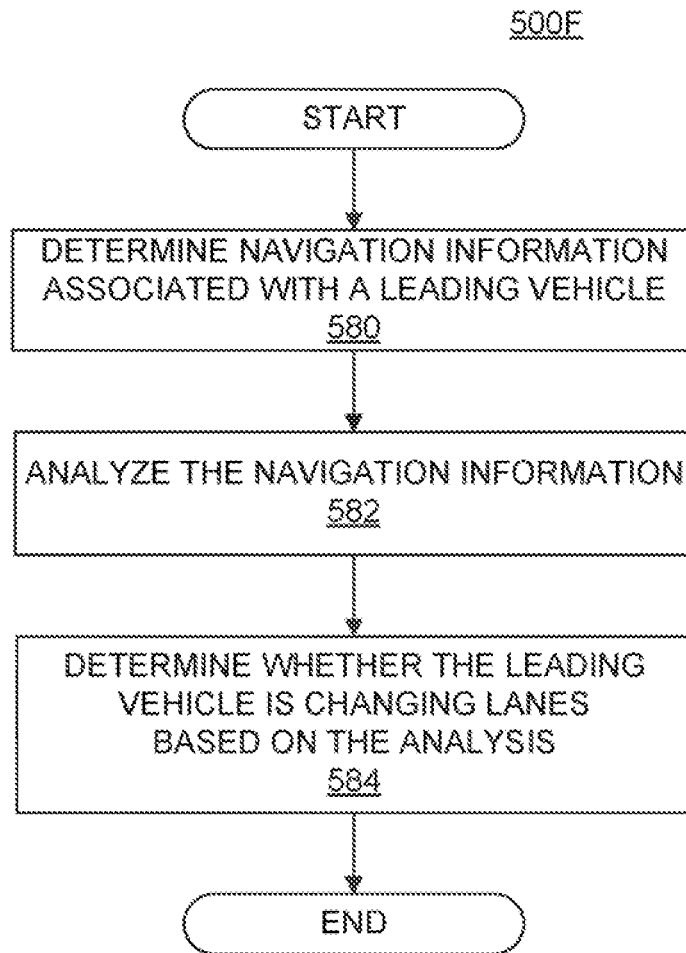 500F
START
DETERMINE NAVIGATION INFORMATION
ASSOCIATED WITH A LEADING VEHICLE
580
ANALYZE THE NAVIGATION INFORMATION
582
DETERMINE WHETHER THE LEADING
VEHICLE IS CHANGING LANES
BASED ON THE ANALYSIS
584
END